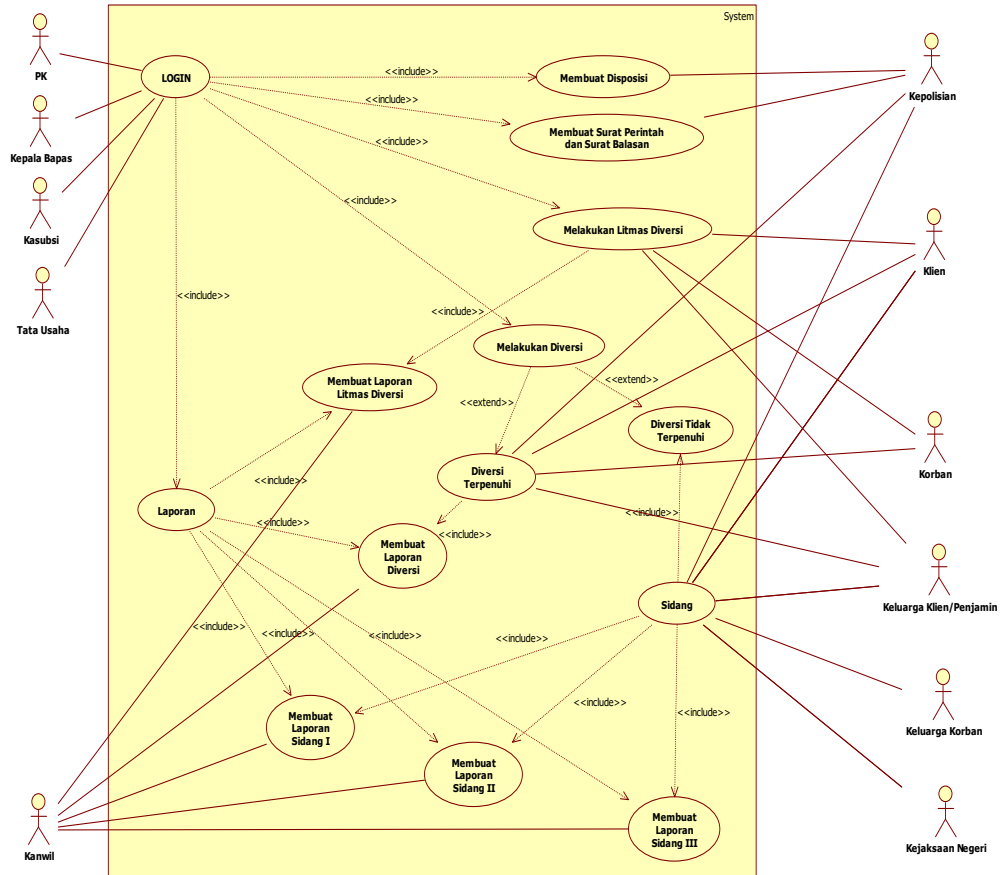 System
PK
LOGIN
<<include>>
Membuat Disposisi
Kepolisian
<<include>>
Kepala Bapas
Membuat Surat Perintah
dan Surat Balasan
<<include>>
Kasubsi
<<include>>
Melakukan Litmas Diversi
Klien
Tata Usaha
<<include>>
<<include>>
Melakukan Diversi
Membuat Laporan
Litmas Diversi
<<extend>>
<<extend>>
Diversi Tidak
Terpenuhi
Korban
Diversi
Terpenuhi
<<include>>
Laporan
<<include>>
<<include>>
<<include>>
Membuat
Laporan
Diversi
Sidang
Keluarga Klien/Penjamin
<<include>>
<<include>>
<<include>>
<<include>>
<<include>>
<<include>>
Membuat
Laporan
Sidang I
Keluarga Korban
Membuat
Laporan
Sidang II
Membuat
Laporan
Sidang III
Kanwil
Kejaksaan Negeri